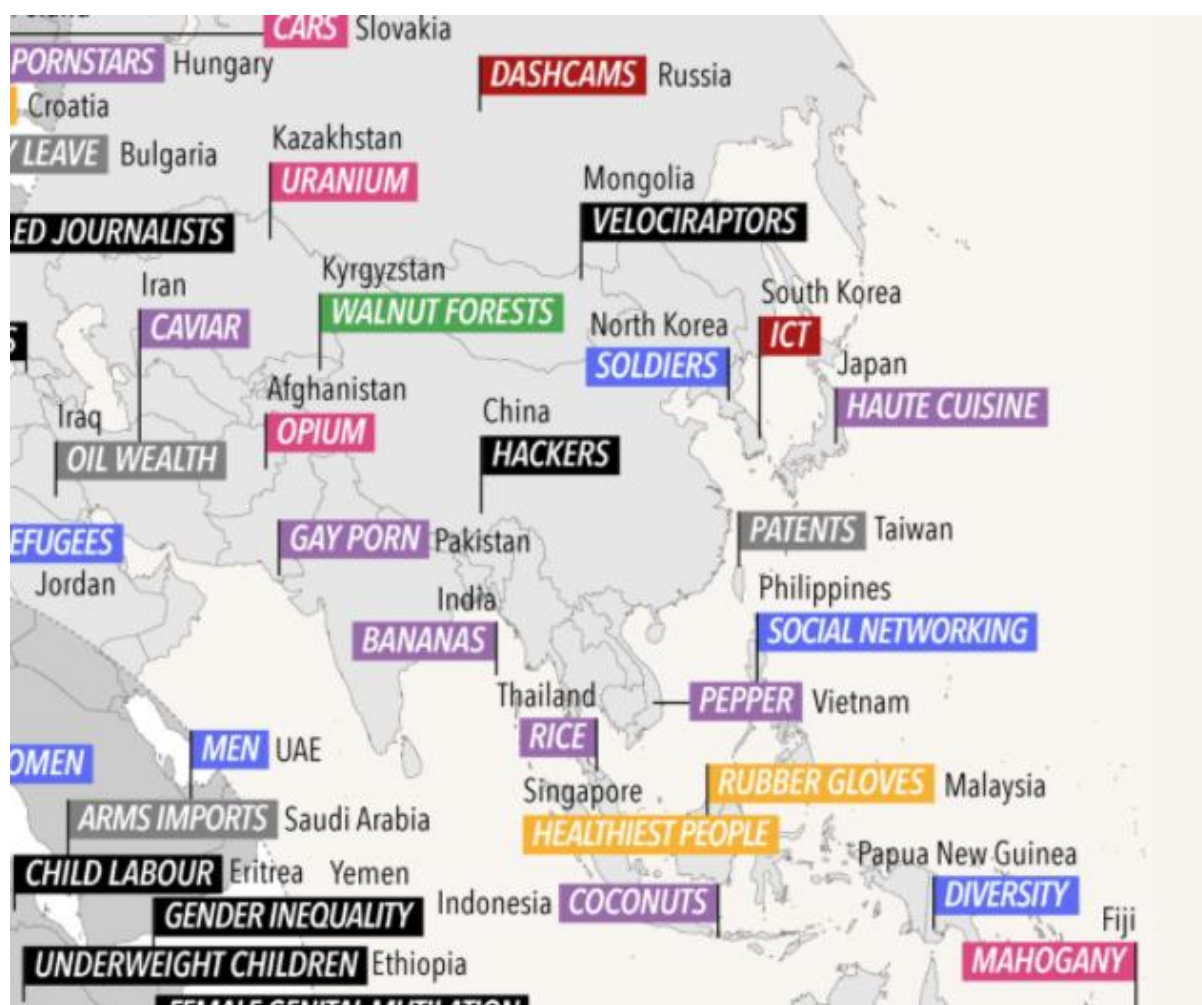 CARS Slovakia
PORNSTARS Hungary
DASHCAMS Russia
Croatia
Kazakhstan
LEAVE Bulgaria
URANIUM
Mongolia
VELOCIRAPTORS
ED JOURNALISTS
Kyrgyzstan
Iran
WALNUT FORESTS
South Korea
CAVIAR
North Korea
ICT
SOLDIERS
Japan
Afghanistan
HAUTE CUISINE
Iraq
China
OPIUM
OIL WEALTH
HACKERS
EFUGEES
GAY PORN Pakistan
PATENTS Taiwan
Jordan
India
Philippines
BANANAS
SOCIAL NETWORKING
Thailand
PEPPER Vietnam
RICE
OMEN
MEN UAE
Singapore
RUBBER GLOVES Malaysia
ARMS IMPORTS Saudi Arabia
HEALTHIEST PEOPLE
Papua New Guinea
CHILD LABOUR Eritrea
Yemen
DIVERSITY
GENDER INEQUALITY
Indonesia COCONUTS
Fiji
UNDERWEIGHT CHILDREN Ethiopia
MAHOGANY
FEMALE GENITAL MUTILATION